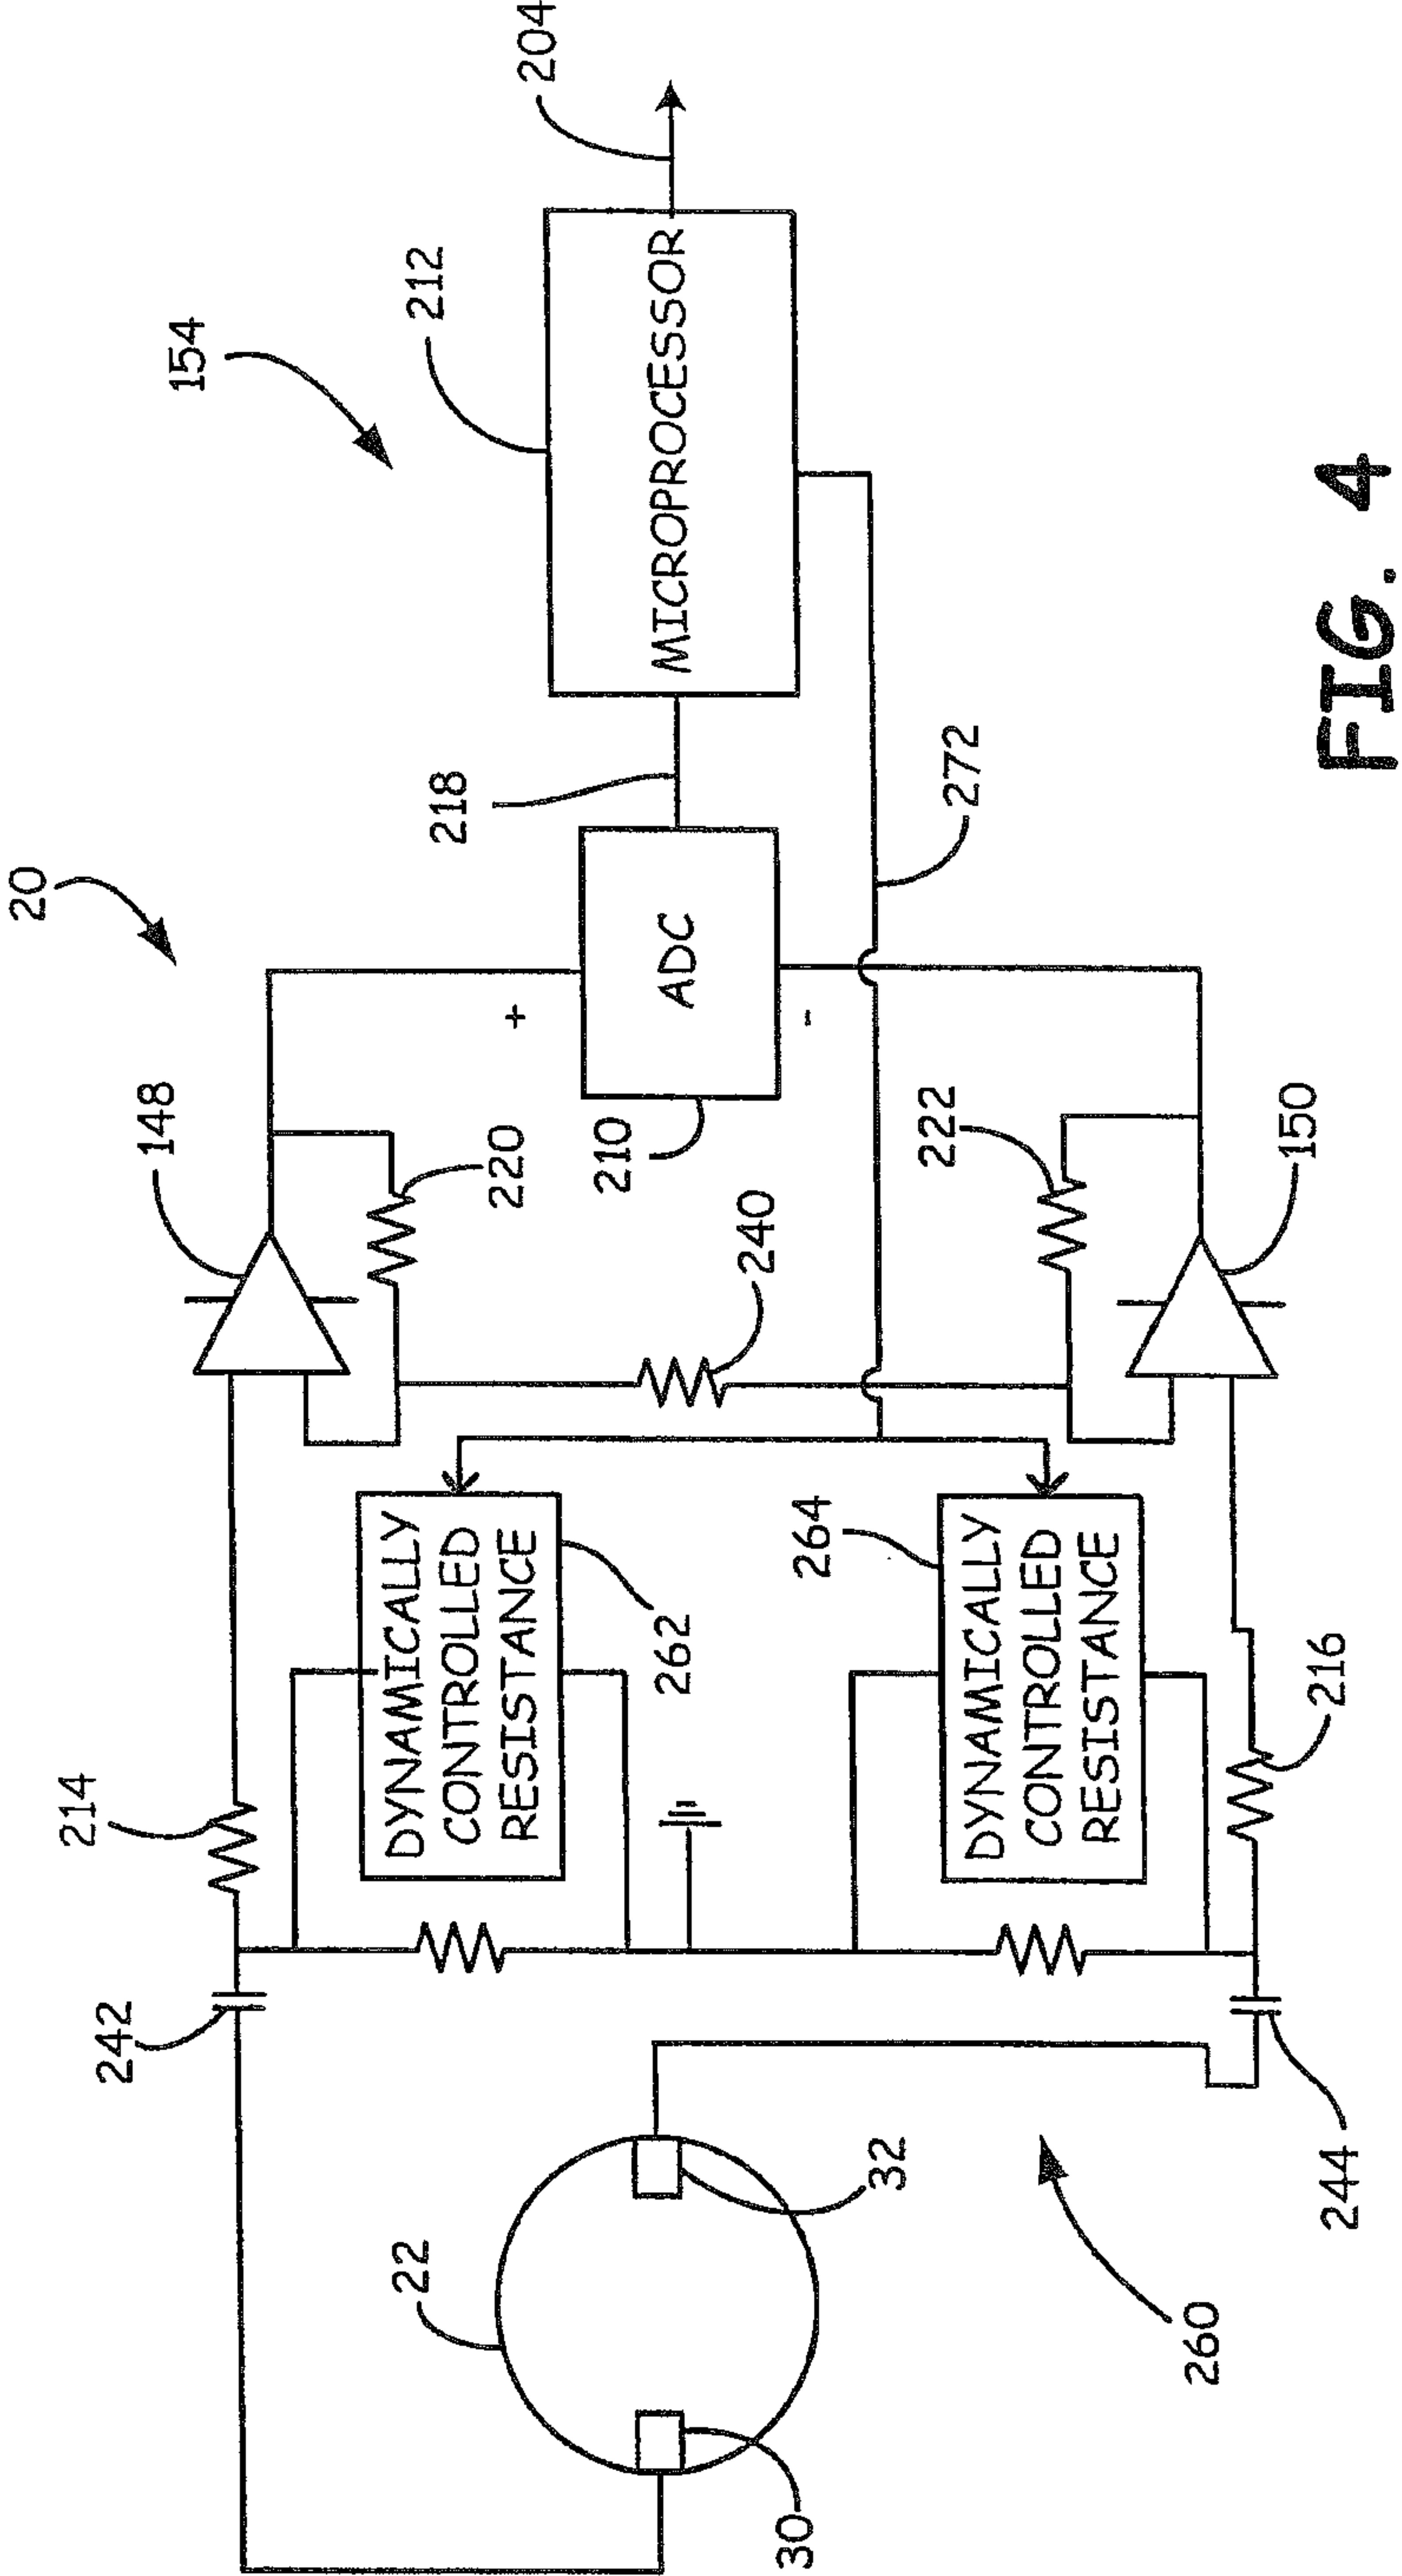 20
154
204
212
MICROPROCESSOR
218
ADC
+
-
210
272
148
220
240
222
150
DYNAMICALLY
CONTROLLED
RESISTANCE
262
264
DYNAMICALLY
CONTROLLED
RESISTANCE
214
216
242
244
22
30
32
260
FIG. 4